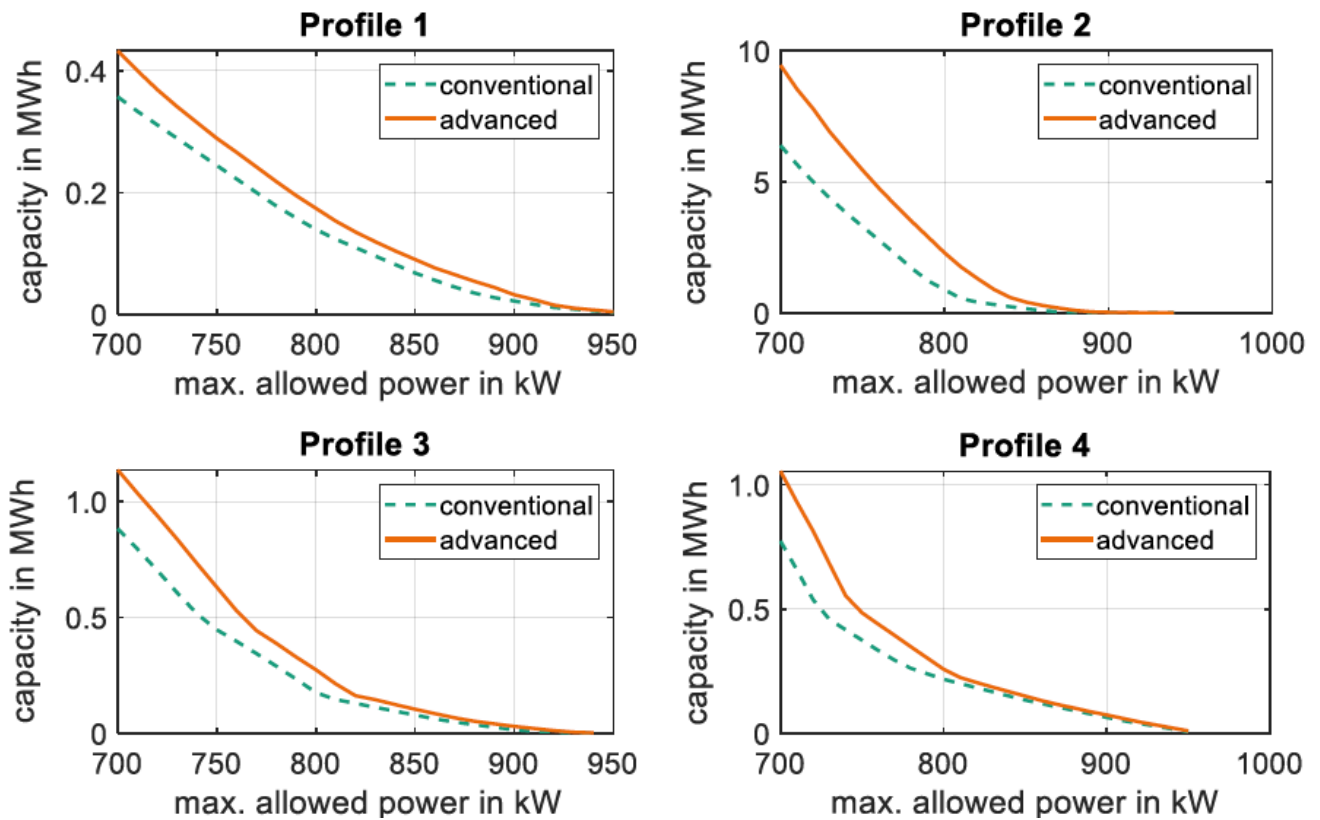 Profile 1
capacity in MWh
0.4
0.2
0
conventional
advanced
700 750 800 850 900 950
max. allowed power in kW
Profile 2
capacity in MWh
10
5
0
conventional
advanced
700 800 900 1000
max. allowed power in kW
Profile 3
capacity in MWh
1.0
0.5
0
conventional
advanced
700 750 800 850 900 950
max. allowed power in kW
Profile 4
capacity in MWh
1.0
0.5
0
conventional
advanced
700 800 900 1000
max. allowed power in kW